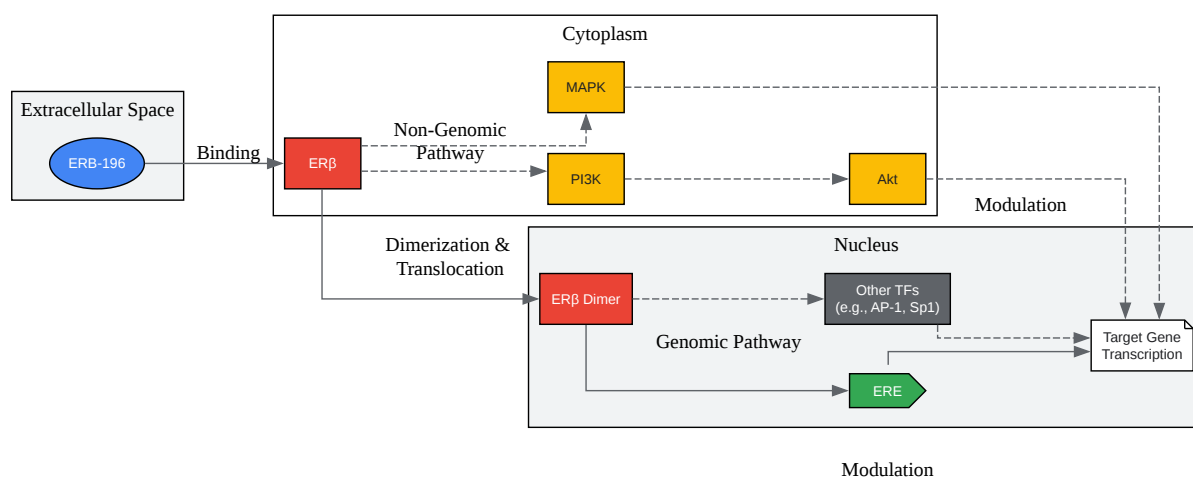 Cytoplasm
MAPK
Extracellular Space
ERB-196
Binding
ERβ
Non-Genomic
Pathway
PI3K
Akt
Modulation
Dimerization &
Translocation
Nucleus
ERβ Dimer
Other TFs
(e.g., AP-1, Sp1)
Genomic Pathway
Target Gene
Transcription
ERE
Modulation